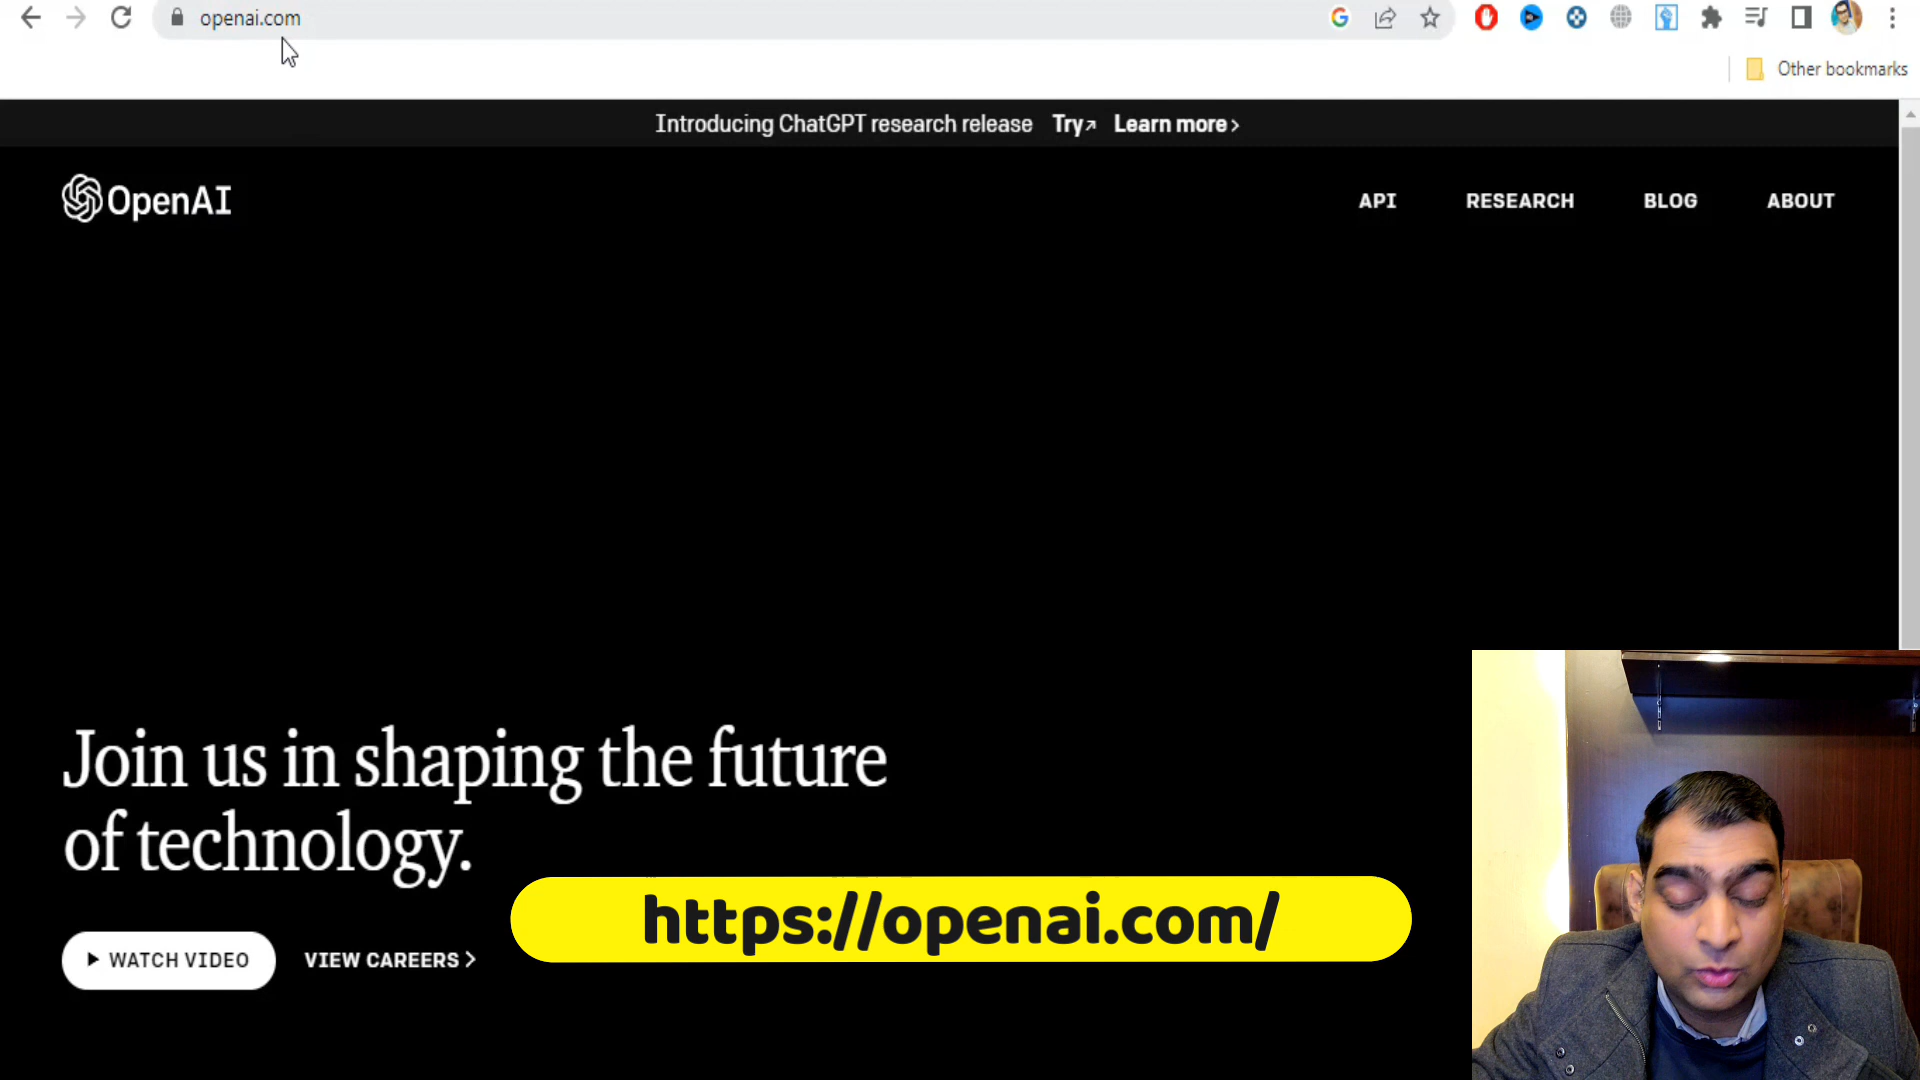 openai.com
Other bookmarks
Introducing ChatGPT research release Try↗ Learn more ›
OpenAI
API RESEARCH BLOG ABOUT
Join us in shaping the future
of technology.
https://openai.com/
WATCH VIDEO VIEW CAREERS >